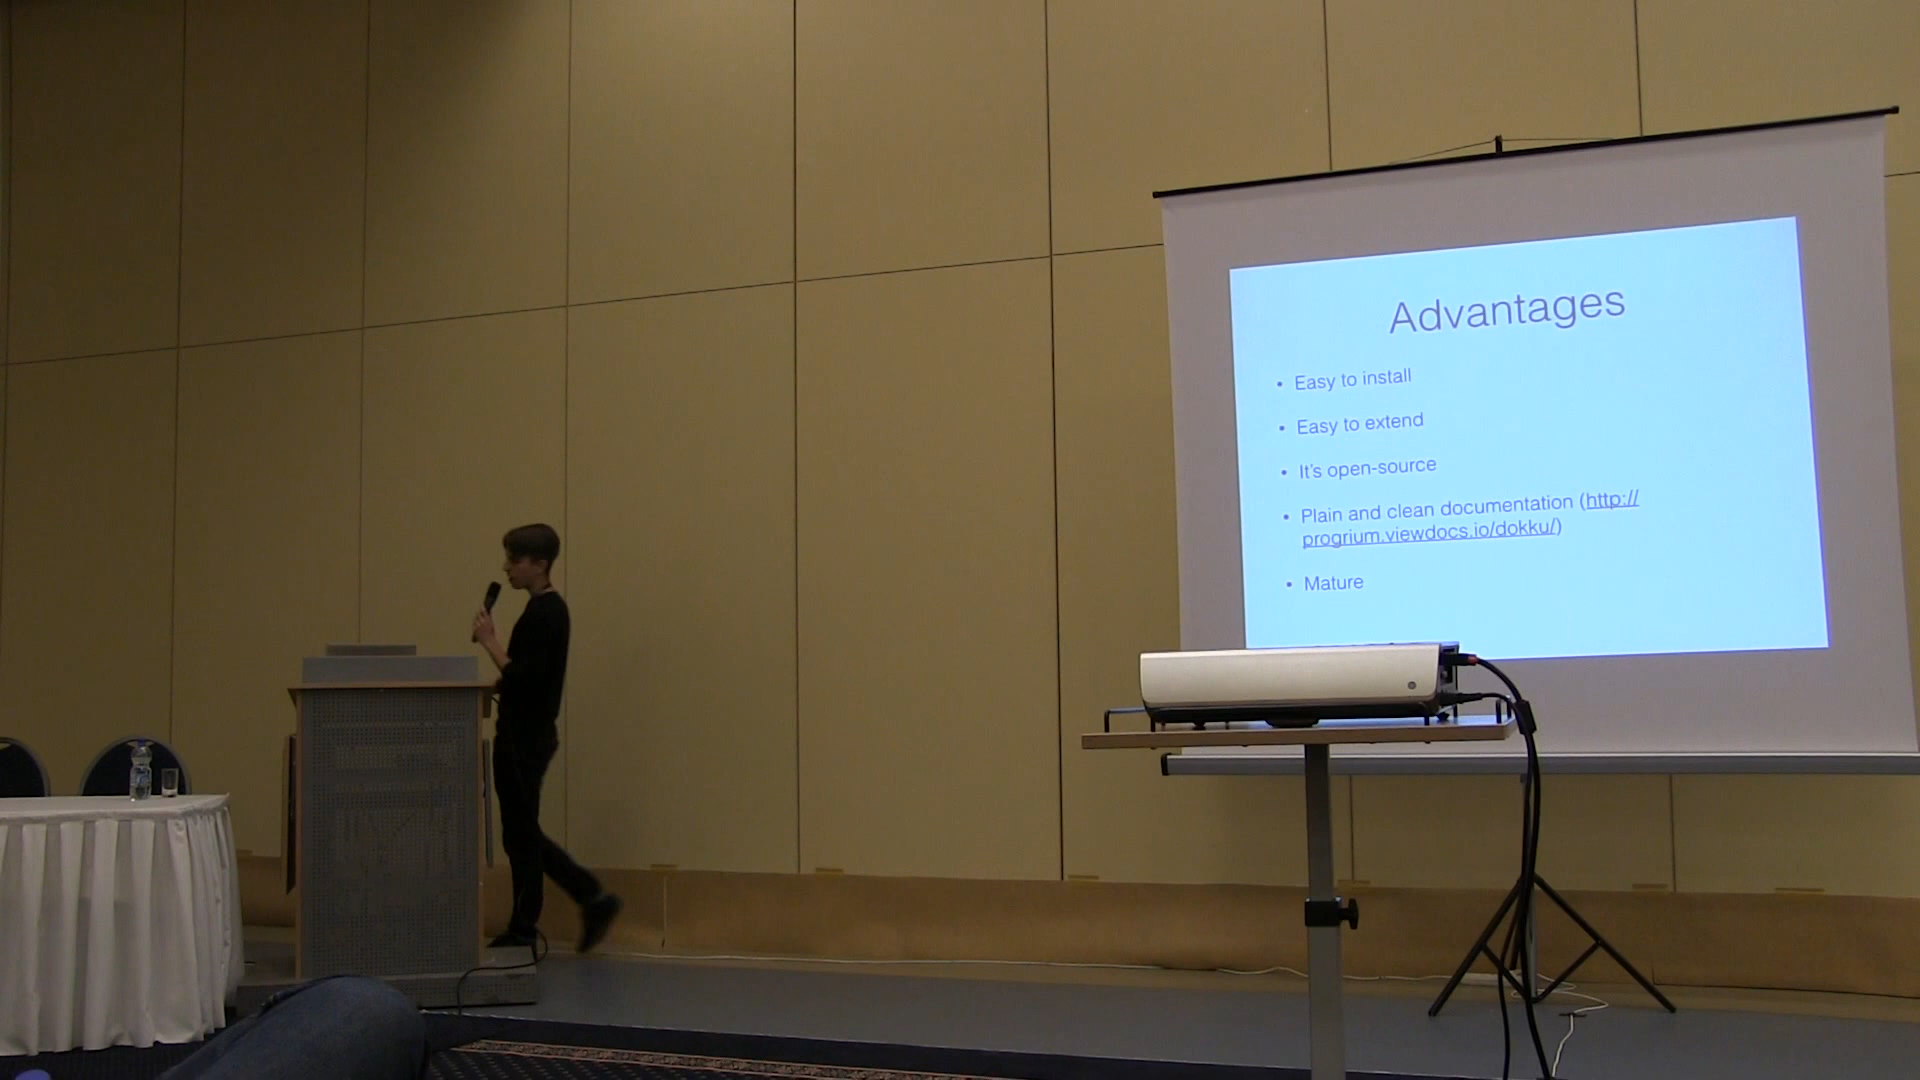 Advantages
• Easy to install
• Easy to extend
• It's open-source
• Plain and clean documentation (http://
progrium.viewdocs.io/dokku/)
• Mature